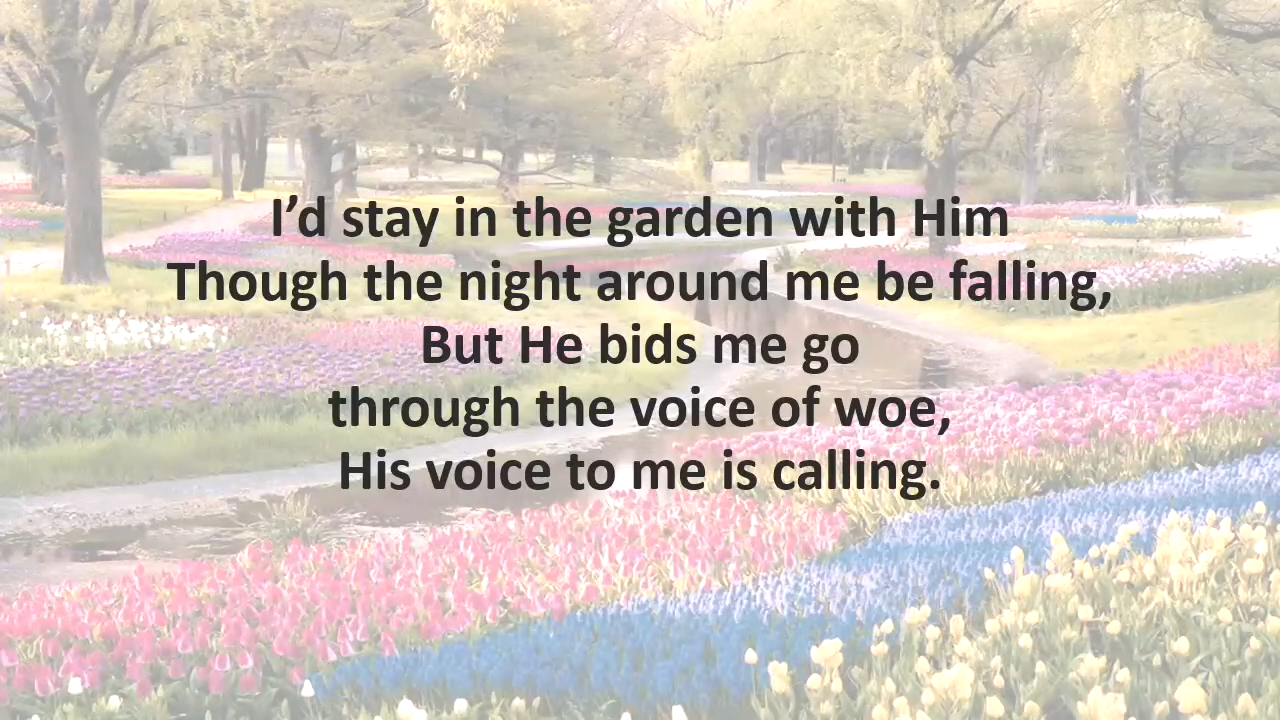 I’d stay in the garden with Him
Though the night around me be falling,
But He bids me go
through the voice of woe,
His voice to me is calling.